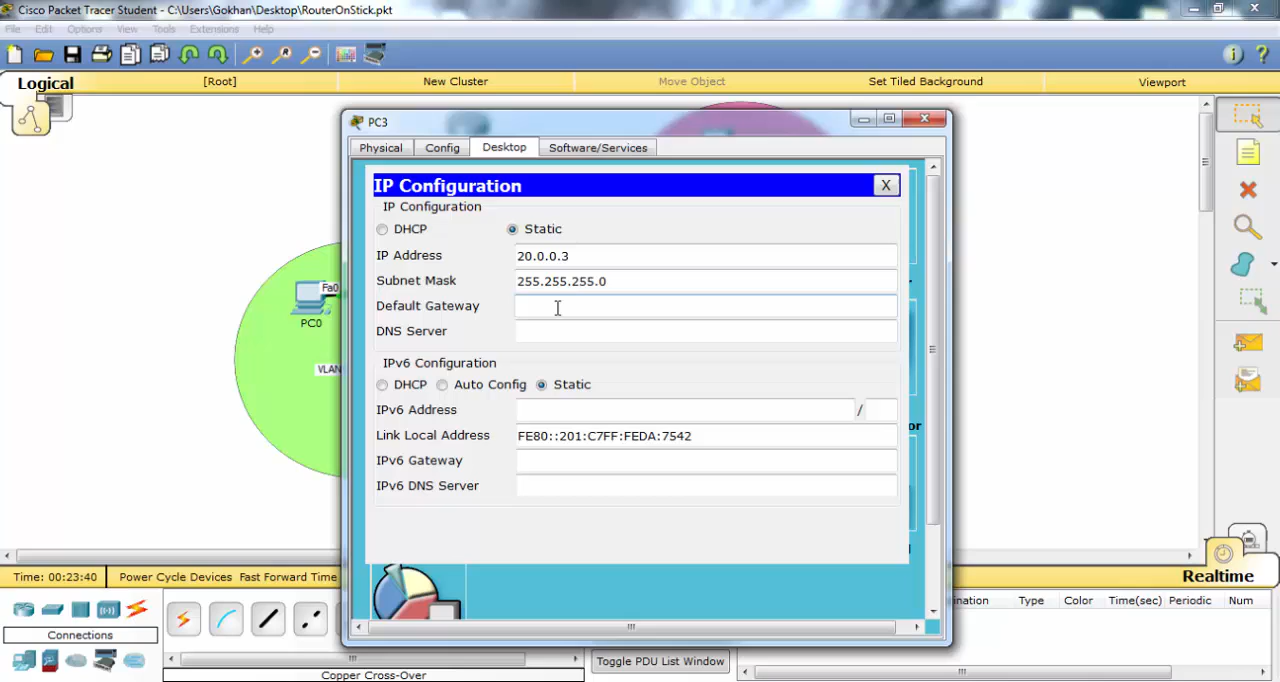 Cisco Packet Tracer Student - C:\Users\Gokhan\Desktop\RouterOnStick.pkt
File Edit Options View Tools Extensions Help
Logical [Root] New Cluster Move Object Set Tiled Background Viewport
PC3
Physical Config Desktop Software/Services
IP Configuration X
IP Configuration
DHCP Static
IP Address 20.0.0.3
Subnet Mask 255.255.255.0
Default Gateway
DNS Server
IPv6 Configuration
DHCP Auto Config Static
IPv6 Address /
Link Local Address FE80::201:C7FF:FEDA:7542
IPv6 Gateway
IPv6 DNS Server
Fa0
PC0
VLAN
or
Time: 00:23:40 Power Cycle Devices Fast Forward Time
Realtime
Connections
Copper Cross-Over
Toggle PDU List Window
ination Type Color Time(sec) Periodic Num